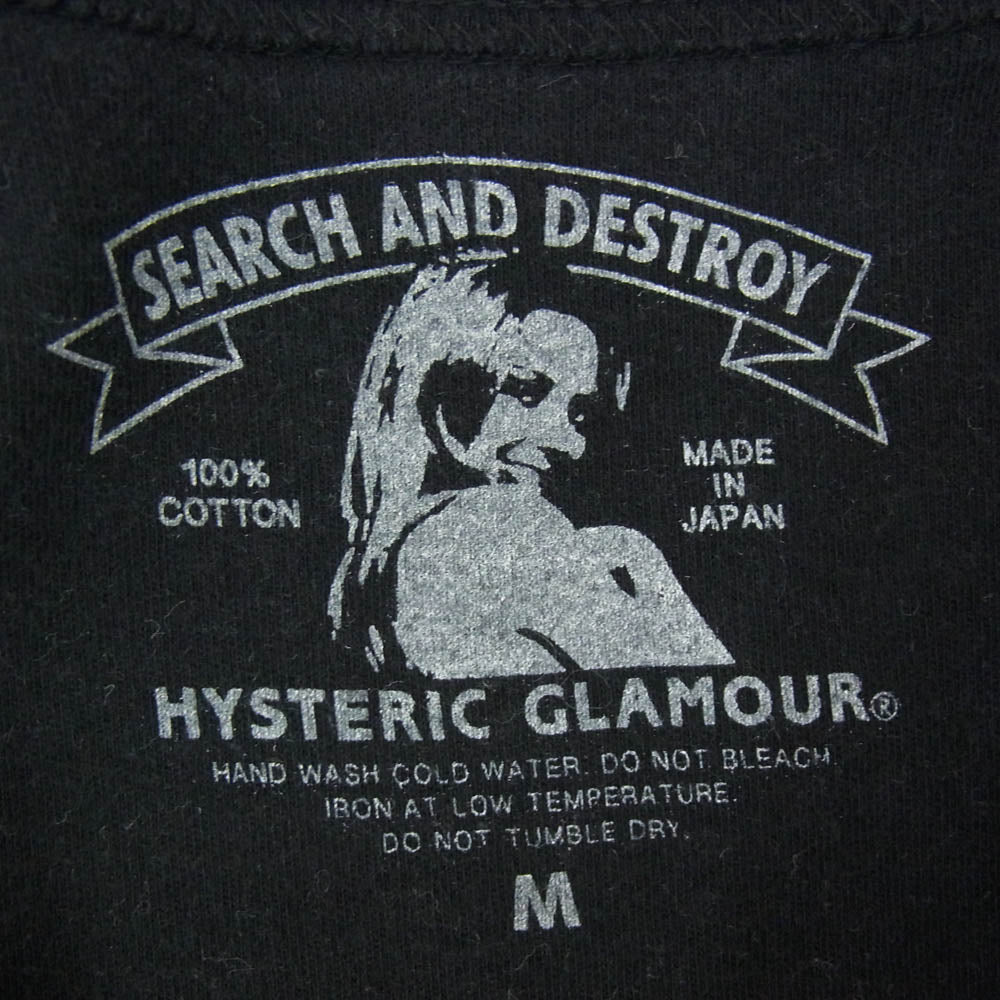 SEARCH AND DESTROY
100%
COTTON
MADE
IN
JAPAN
HYSTERIC GLAMOUR®
HAND WASH COLD WATER. DO NOT BLEACH.
IRON AT LOW TEMPERATURE.
DO NOT TUMBLE DRY.
M